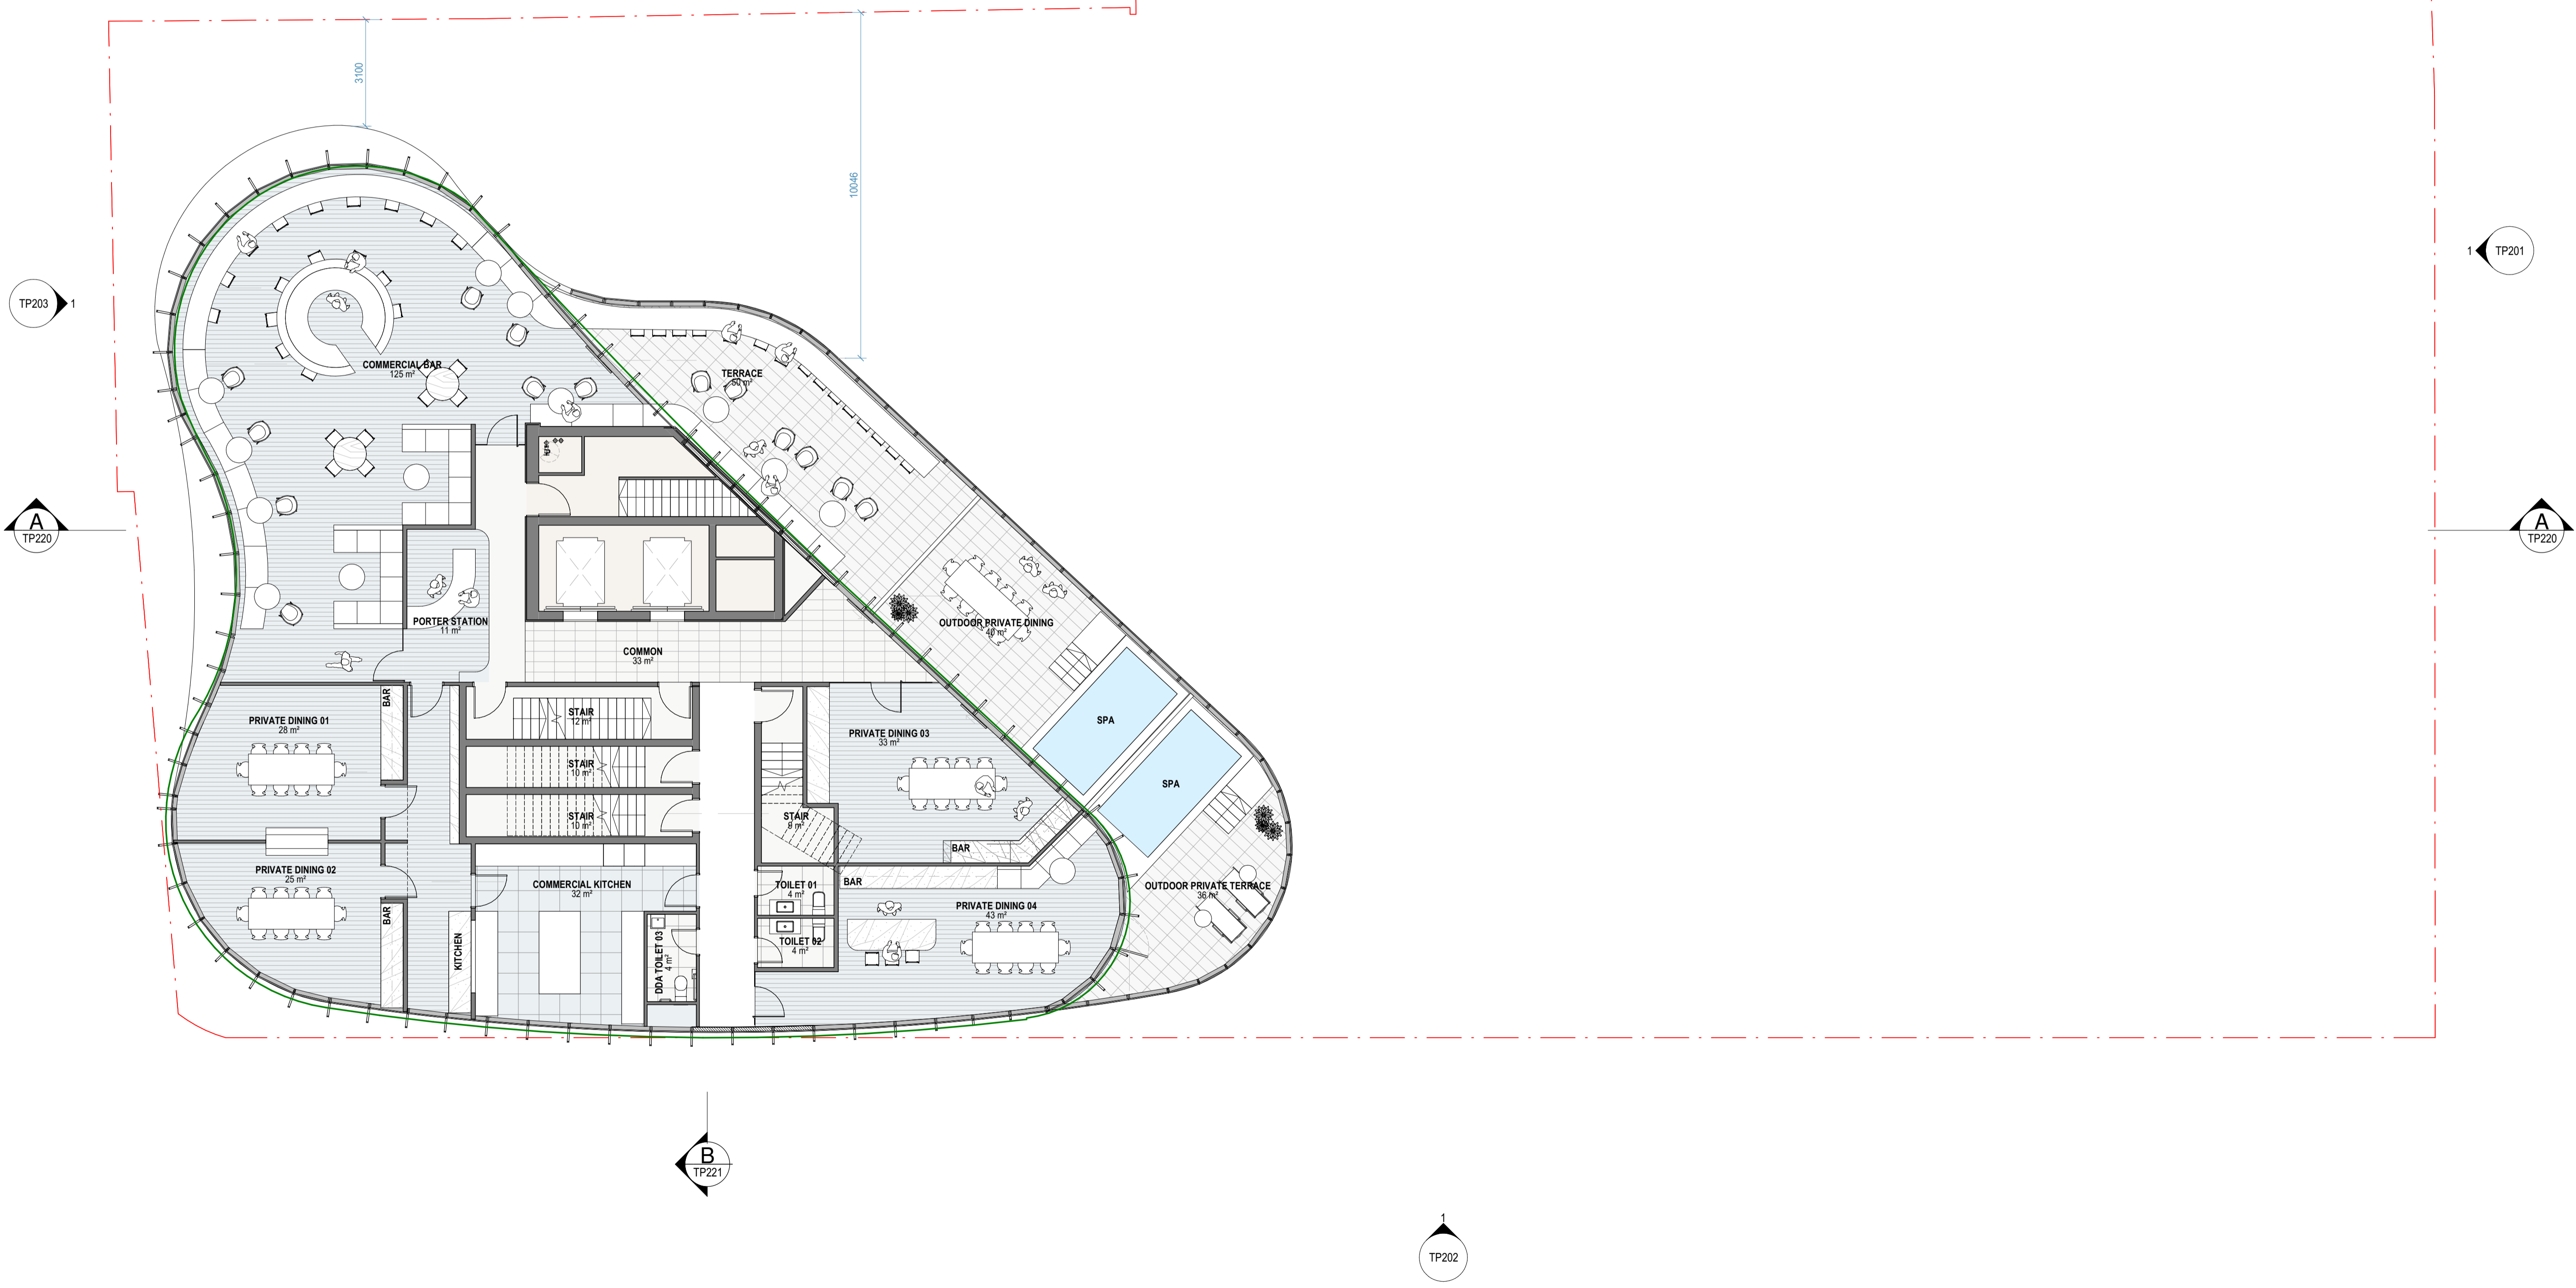 3100
10046
TP203
1
1
TP201
COMMERCIAL BAR
125 m²
TERRACE
50 m²
A
TP220
A
TP220
PORTER STATION
11 m²
OUTDOOR PRIVATE DINING
40 m²
COMMON
33 m²
BAR
PRIVATE DINING 01
28 m²
STAIR
12 m²
SPA
PRIVATE DINING 03
33 m²
STAIR
10 m²
SPA
STAIR
10 m²
STAIR
8 m²
BAR
PRIVATE DINING 02
25 m²
COMMERCIAL KITCHEN
32 m²
TOILET 01
4 m²
BAR
OUTDOOR PRIVATE TERRACE
36 m²
PRIVATE DINING 04
43 m²
BAR
KITCHEN
DDA TOILET 03
4 m²
TOILET 02
4 m²
B
TP221
1
TP202